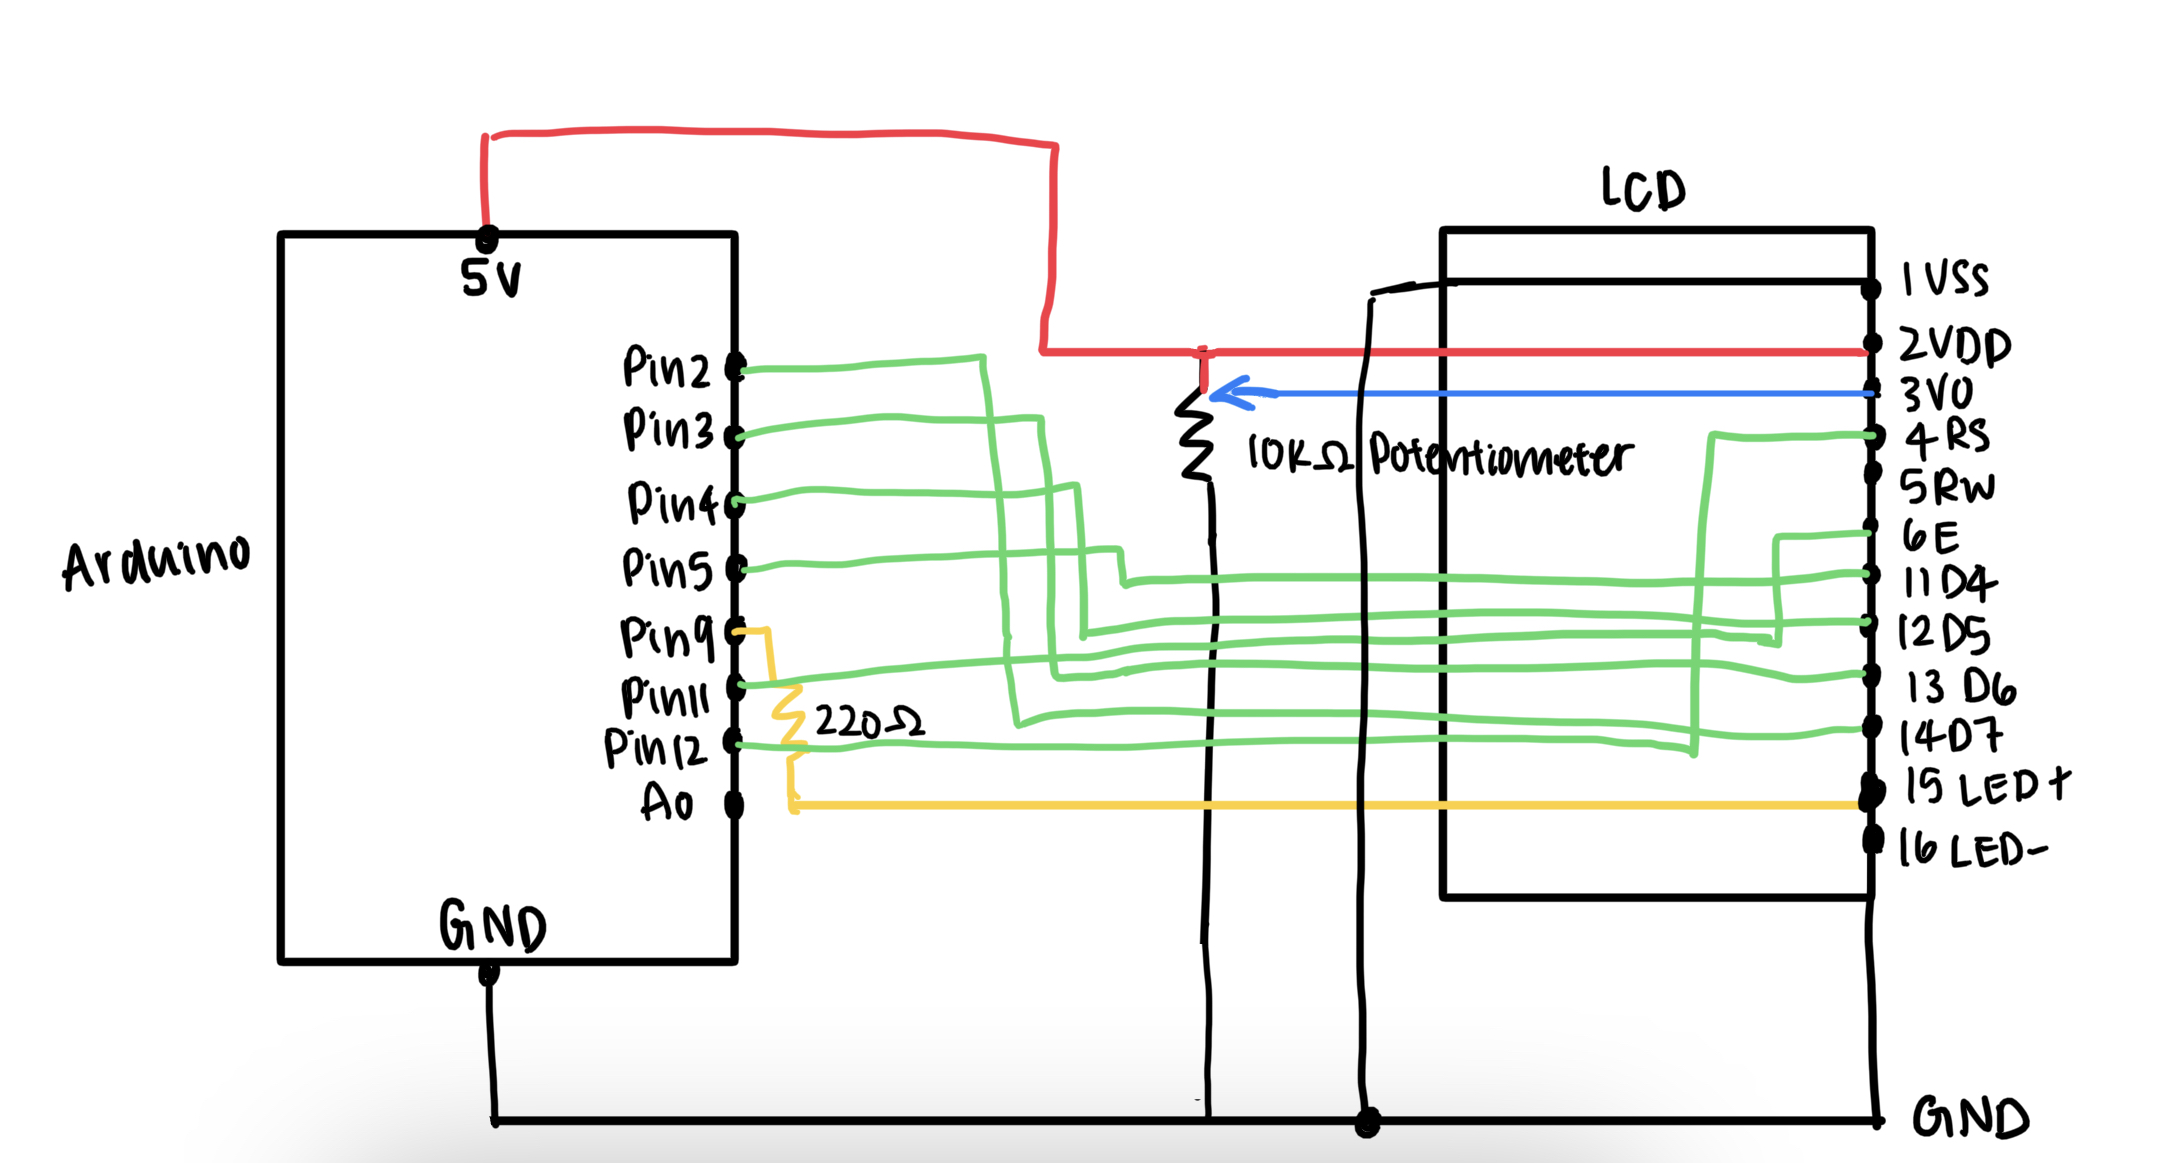 LCD
5V
Pin2
Pin3
Pin4
Pin5
Pin9
Pin11
Pin12
A0
Arduino
GND
220Ω
10KΩ Potentiometer
1 VSS
2 VDD
3 VO
4 RS
5 RW
6 E
11 D4
12 D5
13 D6
14 D7
15 LED+
16 LED-
GND